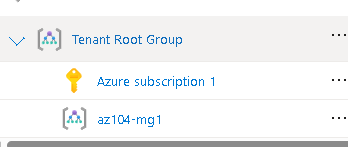 Tenant Root Group
Azure subscription 1
az104-mg1